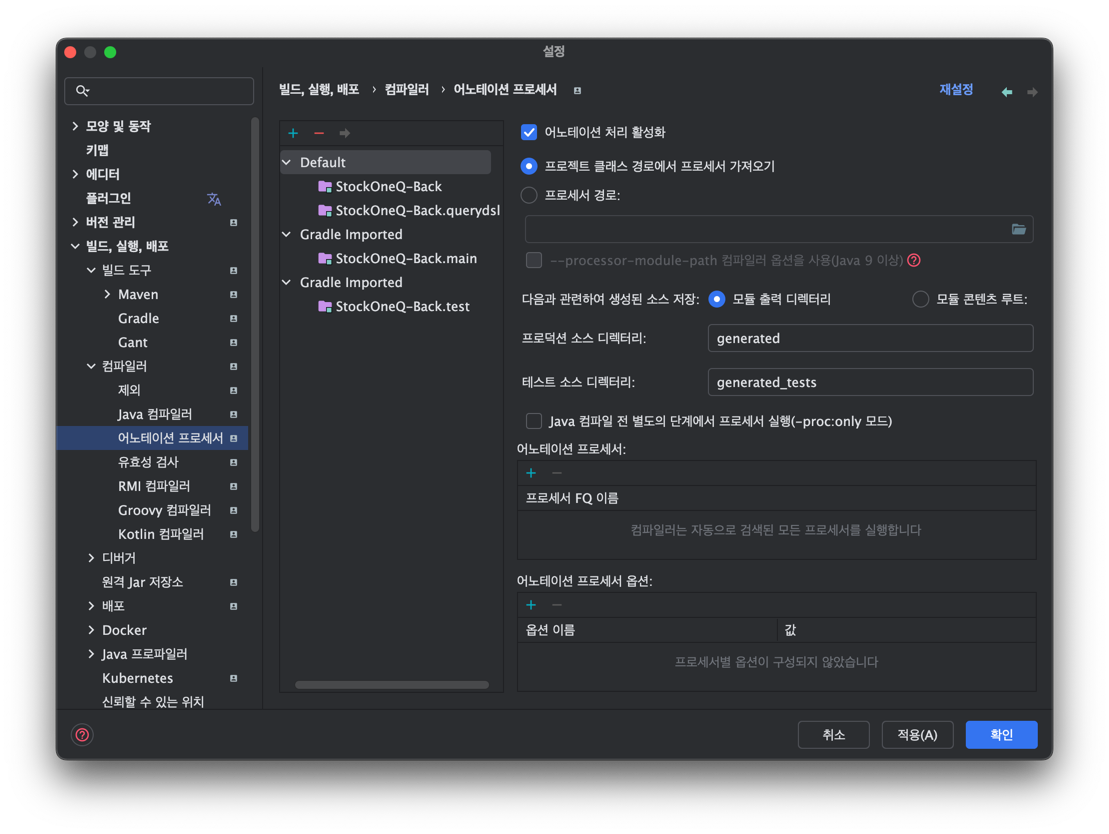 설정
모양 및 동작
키맵
에디터
플러그인
버전 관리
빌드, 실행, 배포
빌드 도구
Maven
Gradle
Gant
컴파일러
제외
Java 컴파일러
어노테이션 프로세서
유효성 검사
RMI 컴파일러
Groovy 컴파일러
Kotlin 컴파일러
디버거
원격 Jar 저장소
배포
Docker
Java 프로파일러
Kubernetes
신뢰할 수 있는 위치
빌드, 실행, 배포 › 컴파일러 › 어노테이션 프로세서
재설정
Default
StockOneQ-Back
StockOneQ-Back.querydsl
Gradle Imported
StockOneQ-Back.main
Gradle Imported
StockOneQ-Back.test
어노테이션 처리 활성화
프로젝트 클래스 경로에서 프로세서 가져오기
프로세서 경로:
--processor-module-path 컴파일러 옵션을 사용(Java 9 이상)
다음과 관련하여 생성된 소스 저장: 모듈 출력 디렉터리 모듈 콘텐츠 루트:
프로덕션 소스 디렉터리: generated
테스트 소스 디렉터리: generated_tests
Java 컴파일 전 별도의 단계에서 프로세서 실행(-proc:only 모드)
어노테이션 프로세서:
프로세서 FQ 이름
컴파일러는 자동으로 검색된 모든 프로세서를 실행합니다
어노테이션 프로세서 옵션:
옵션 이름 값
프로세서별 옵션이 구성되지 않았습니다
취소 적용(A) 확인